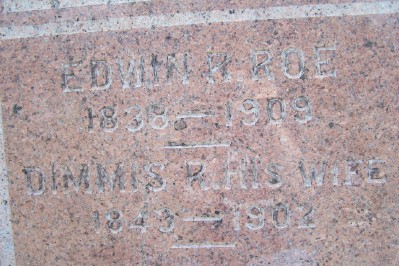 EDWIN R. ROE
1838 — 1909
DIMMIS R. HIS WIFE
1843 — 1902